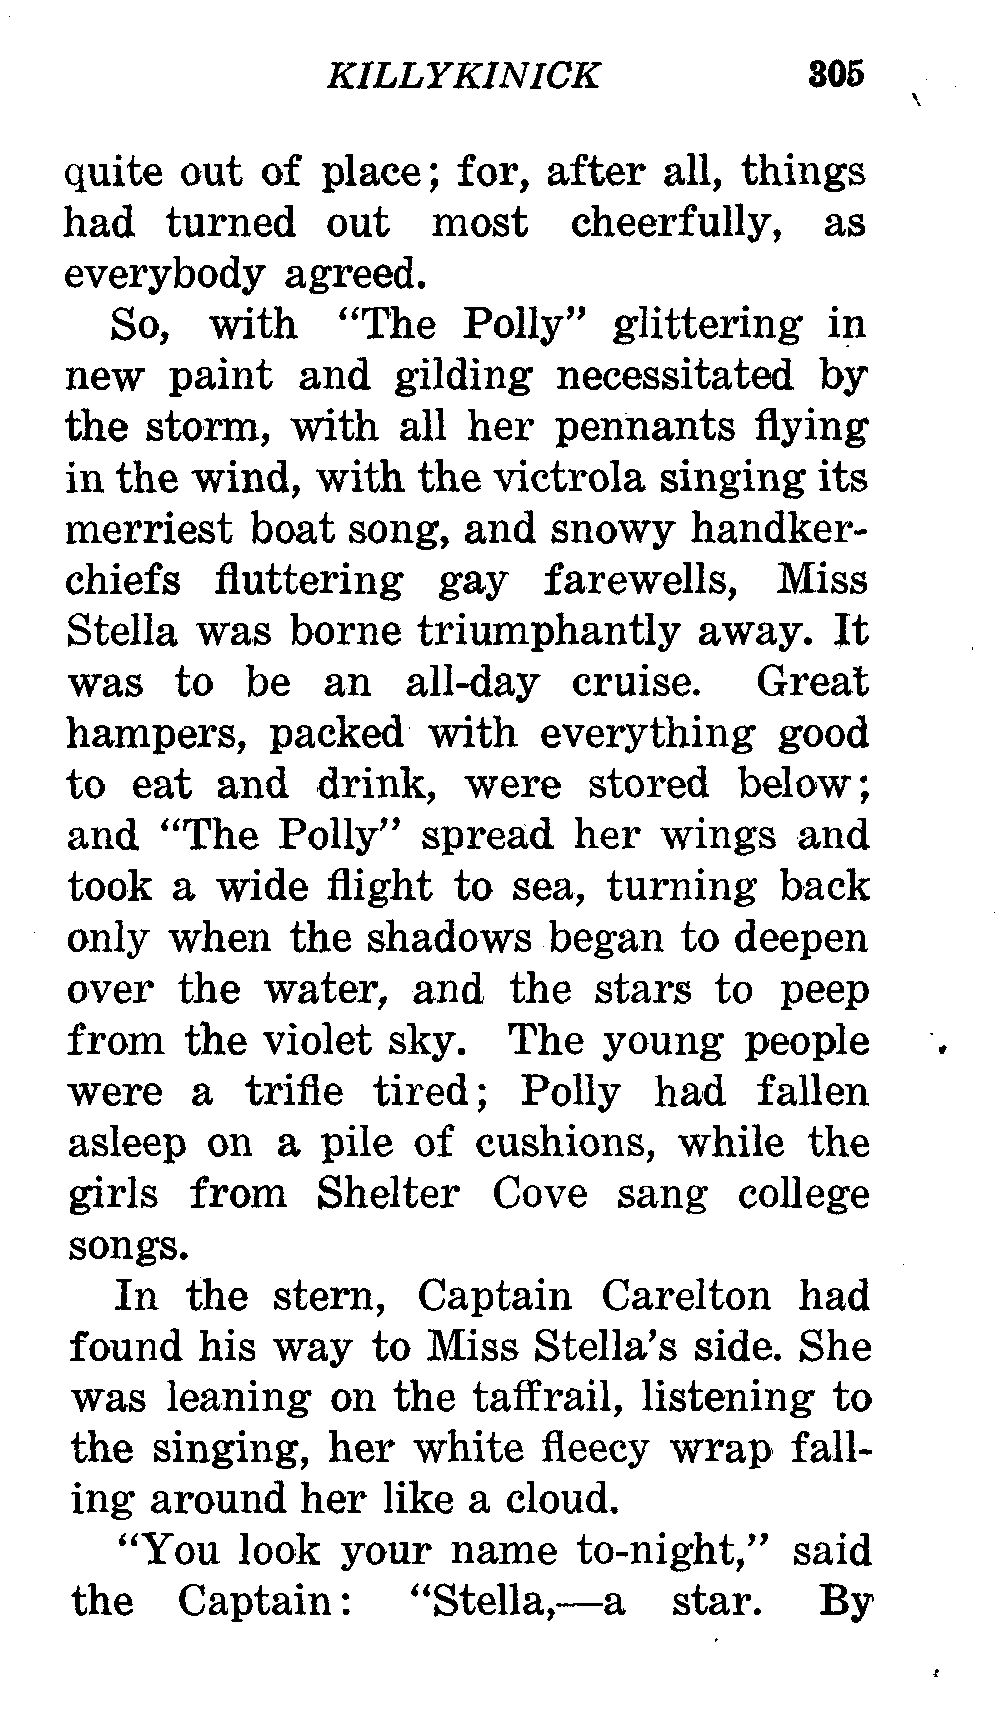 KILLYKINICK 305
quite out of place; for, after all, things
had turned out most cheerfully, as
everybody agreed.
So, with “The Polly” glittering in
new paint and gilding necessitated by
the storm, with all her pennants flying
in the wind, with the victrola singing its
merriest boat song, and snowy handker-
chiefs fluttering gay farewells, Miss
Stella was borne triumphantly away. It
was to be an all-day cruise. Great
hampers, packed with everything good
to eat and drink, were stored below;
and “The Polly” spread her wings and
took a wide flight to sea, turning back
only when the shadows began to deepen
over the water, and the stars to peep
from the violet sky. The young people
were a trifle tired; Polly had fallen
asleep on a pile of cushions, while the
girls from Shelter Cove sang college
songs.
In the stern, Captain Carelton had
found his way to Miss Stella’s side. She
was leaning on the taffrail, listening to
the singing, her white fleecy wrap fall-
ing around her like a cloud.
“You look your name to-night,” said
the Captain: “Stella,—a star. By